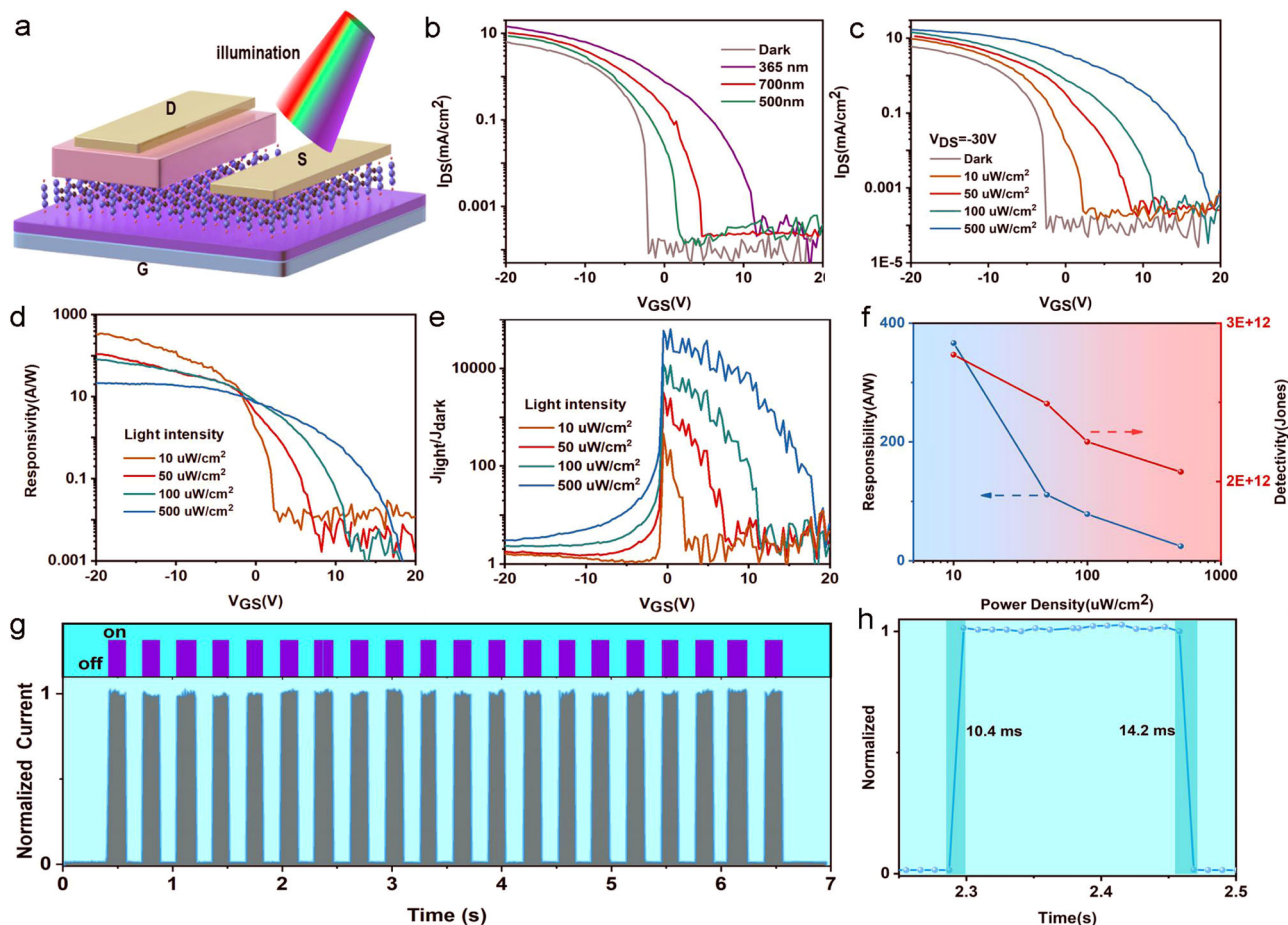 a
illumination
D
S
G
b
I_DS(mA/cm²)
10
0.1
0.001
Dark
365 nm
700nm
500nm
-20
-10
0
10
20
V_GS(V)
c
I_DS(mA/cm²)
10
0.1
0.001
1E-5
V_DS=-30V
Dark
10 uW/cm²
50 uW/cm²
100 uW/cm²
500 uW/cm²
-20
-10
0
10
20
V_GS(V)
d
Responsivity(A/W)
1000
10
0.1
0.001
Light intensity
10 uW/cm²
50 uW/cm²
100 uW/cm²
500 uW/cm²
-20
-10
0
10
20
V_GS(V)
e
Jlight/Jdark
10000
100
1
Light intensity
10 uW/cm²
50 uW/cm²
100 uW/cm²
500 uW/cm²
-20
-10
0
10
20
V_GS(V)
f
Responsibility(A/W)
400
200
0
3E+12
2E+12
Detectivity(Jones)
10
100
1000
Power Density(uW/cm²)
g
on
off
Normalized Current
1
0
0
1
2
3
4
5
6
7
Time (s)
h
Normalized
1
0
10.4 ms
14.2 ms
2.3
2.4
2.5
Time(s)